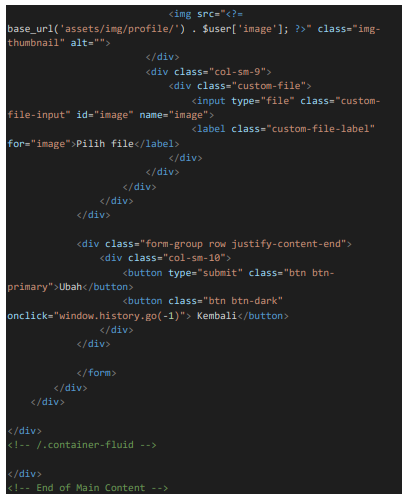 <img src="<?=
base_url('assets/img/profile/') . $user['image']; ?>" class="img-
thumbnail" alt="">
</div>
<div class="col-sm-9">
<div class="custom-file">
<input type="file" class="custom-
file-input" id="image" name="image">
<label class="custom-file-label"
for="image">Pilih file</label>
</div>
</div>
</div>
</div>
</div>
<div class="form-group row justify-content-end">
<div class="col-sm-10">
<button type="submit" class="btn btn-
primary">Ubah</button>
<button class="btn btn-dark"
onclick="window.history.go(-1)"> Kembali</button>
</div>
</div>
</form>
</div>
</div>
</div>
<!-- /.container-fluid -->
</div>
<!-- End of Main Content -->